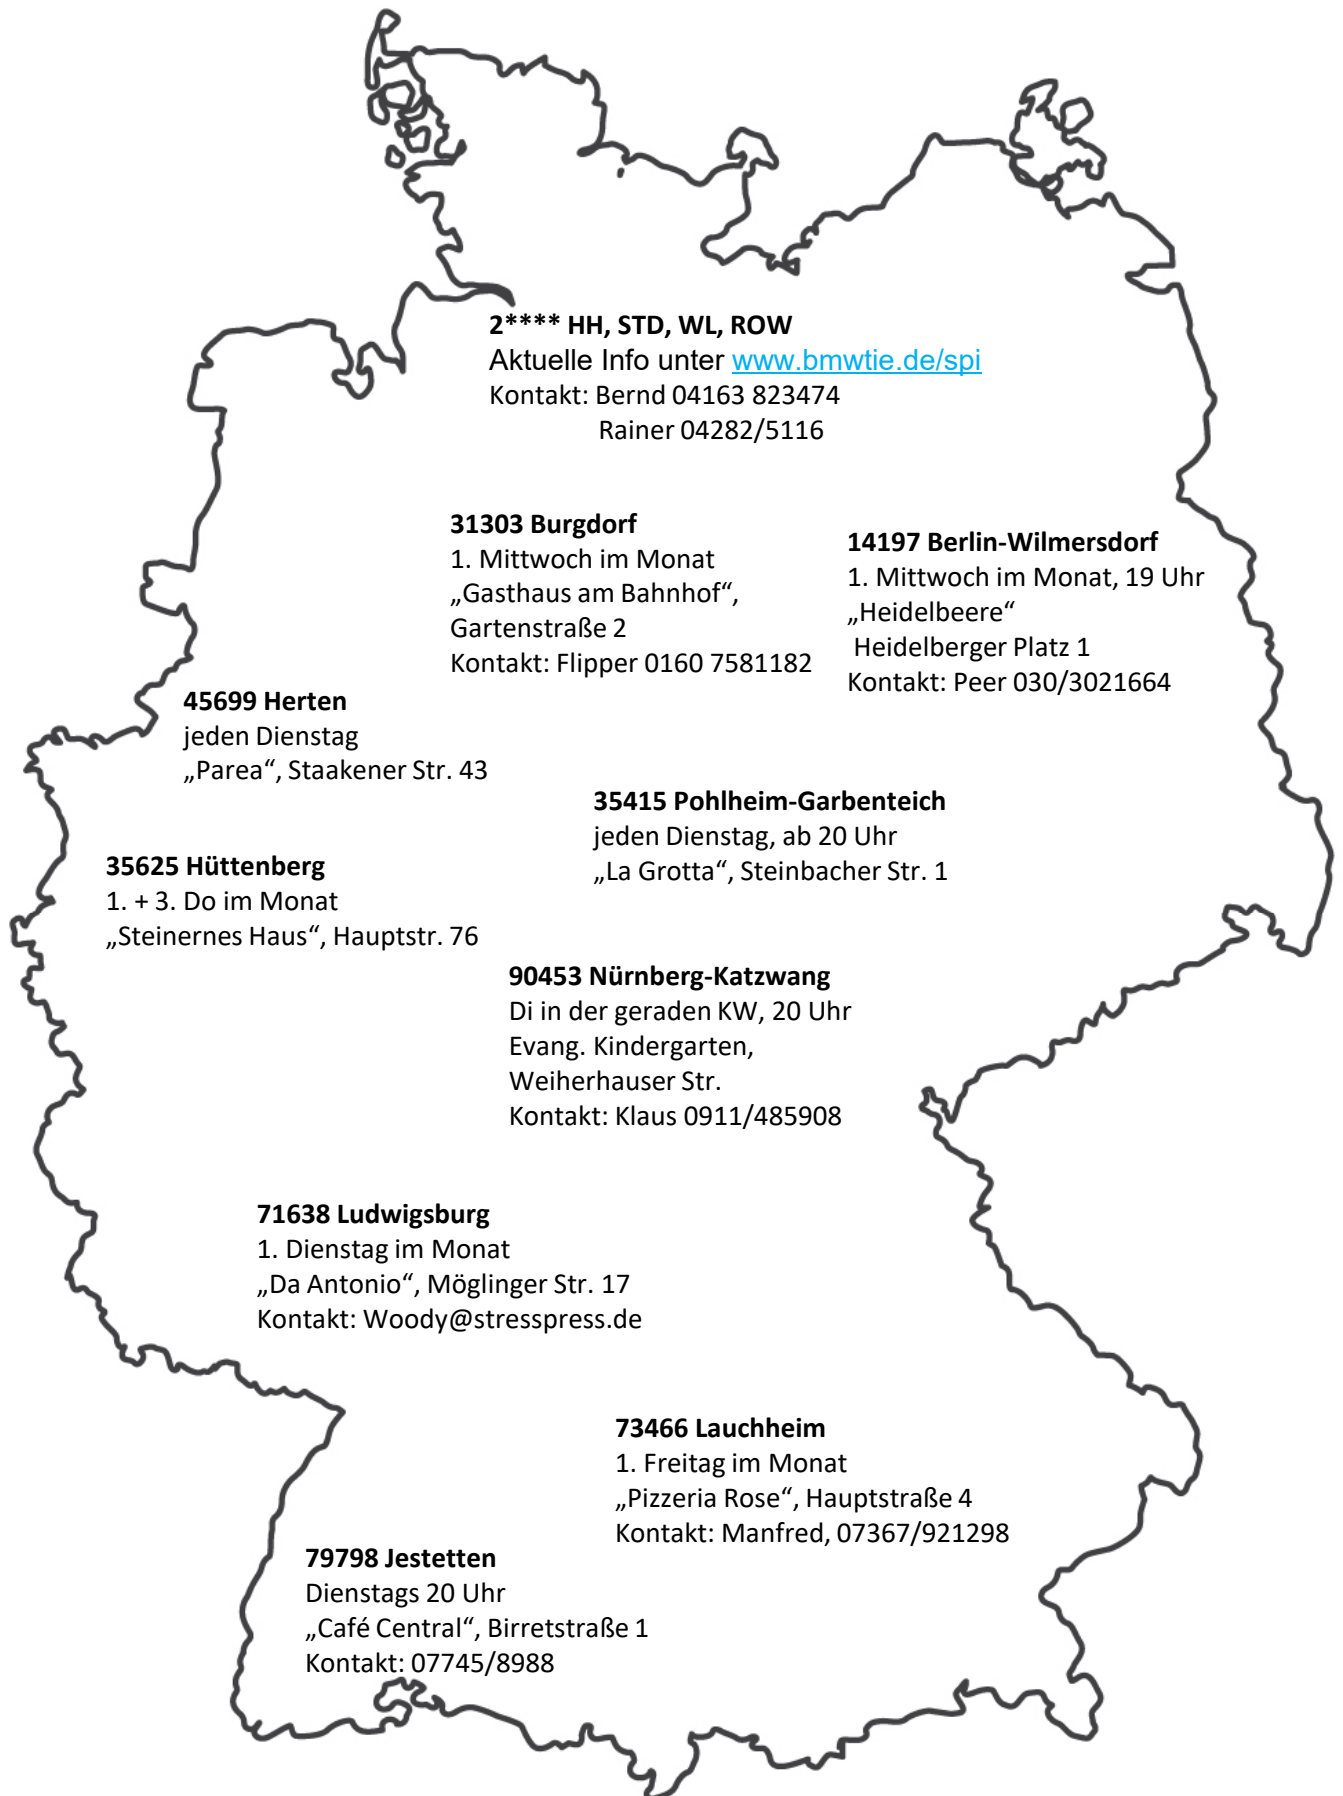 2**** HH, STD, WL, ROW
Aktuelle Info unter www.bmwtie.de/spi
Kontakt: Bernd 04163 823474
Rainer 04282/5116
31303 Burgdorf
1. Mittwoch im Monat
„Gasthaus am Bahnhof“,
Gartenstraße 2
Kontakt: Flipper 0160 7581182
14197 Berlin-Wilmersdorf
1. Mittwoch im Monat, 19 Uhr
„Heidelbeere“
Heidelberger Platz 1
Kontakt: Peer 030/3021664
45699 Herten
jeden Dienstag
„Parea“, Staakener Str. 43
35415 Pohlheim-Garbenteich
jeden Dienstag, ab 20 Uhr
„La Grotta“, Steinbacher Str. 1
35625 Hüttenberg
1. + 3. Do im Monat
„Steinernes Haus“, Hauptstr. 76
90453 Nürnberg-Katzwang
Di in der geraden KW, 20 Uhr
Evang. Kindergarten,
Weiherhauser Str.
Kontakt: Klaus 0911/485908
71638 Ludwigsburg
1. Dienstag im Monat
„Da Antonio“, Möglinger Str. 17
Kontakt: Woody@stresspress.de
73466 Lauchheim
1. Freitag im Monat
„Pizzeria Rose“, Hauptstraße 4
Kontakt: Manfred, 07367/921298
79798 Jestetten
Dienstags 20 Uhr
„Café Central“, Birretstraße 1
Kontakt: 07745/8988